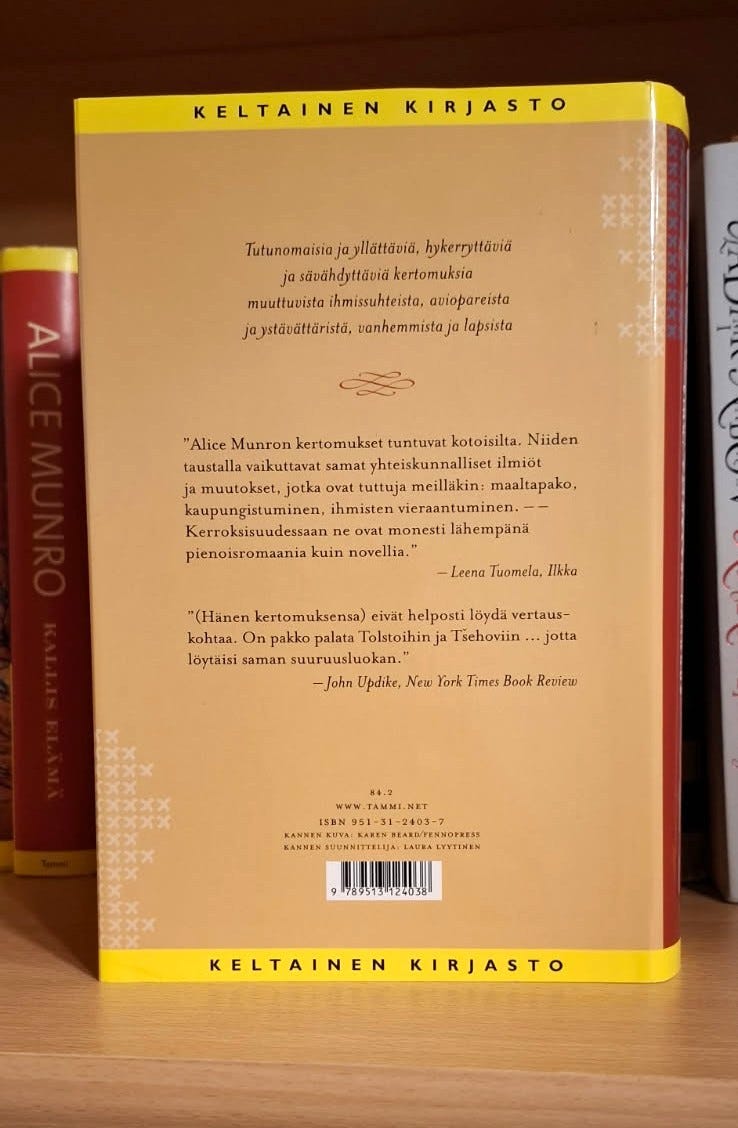 KELTAINEN KIRJASTO
Tutunomaisia ja yllättäviä, hykerryttäviä
ja sävähdyttäviä kertomuksia
muuttuvista ihmissuhteista, aviopareista
ja ystävättäristä, vanhemmista ja lapsista
”Alice Munron kertomukset tuntuvat kotoisilta. Niiden
taustalla vaikuttavat samat yhteiskunnalliset ilmiöt
ja muutokset, jotka ovat tuttuja meilläkin: maaltapako,
kaupungistuminen, ihmisten vieraantuminen. – –
Kerroksisuudessaan ne ovat monesti lähempänä
pienoisromaania kuin novellia.”
– Leena Tuomela, Ilkka
”(Hänen kertomuksensa) eivät helposti löydä vertaus-
kohtaa. On pakko palata Tolstoihin ja Tšehoviin ... jotta
löytäisi saman suuruusluokan.”
– John Updike, New York Times Book Review
84.2
WWW.TAMMI.NET
ISBN 951-31-2403-7
KANNEN KUVA: KAREN BEARD/FENNOPRESS
KANNEN SUUNNITTELIJA: LAURA LYYTINEN
9 789513 124038
KELTAINEN KIRJASTO
ALICE MUNRO KALLIS ELÄMÄ
Tammi